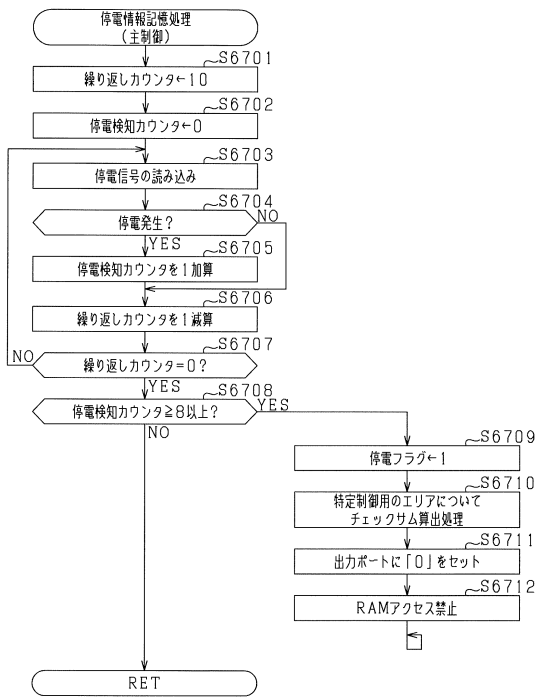 停電情報記憶処理
(主制御)
S6701
繰り返しカウンタ←10
S6702
停電検知カウンタ←0
S6703
停電信号の読み込み
S6704
停電発生?
NO
YES
S6705
停電検知カウンタを1加算
S6706
繰り返しカウンタを1減算
S6707
繰り返しカウンタ=0?
NO
YES
S6708
停電検知カウンタ≧8以上?
YES
NO
S6709
停電フラグ←1
S6710
特定制御用のエリアについて
チェックサム算出処理
S6711
出力ポートに「0」をセット
S6712
RAMアクセス禁止
RET